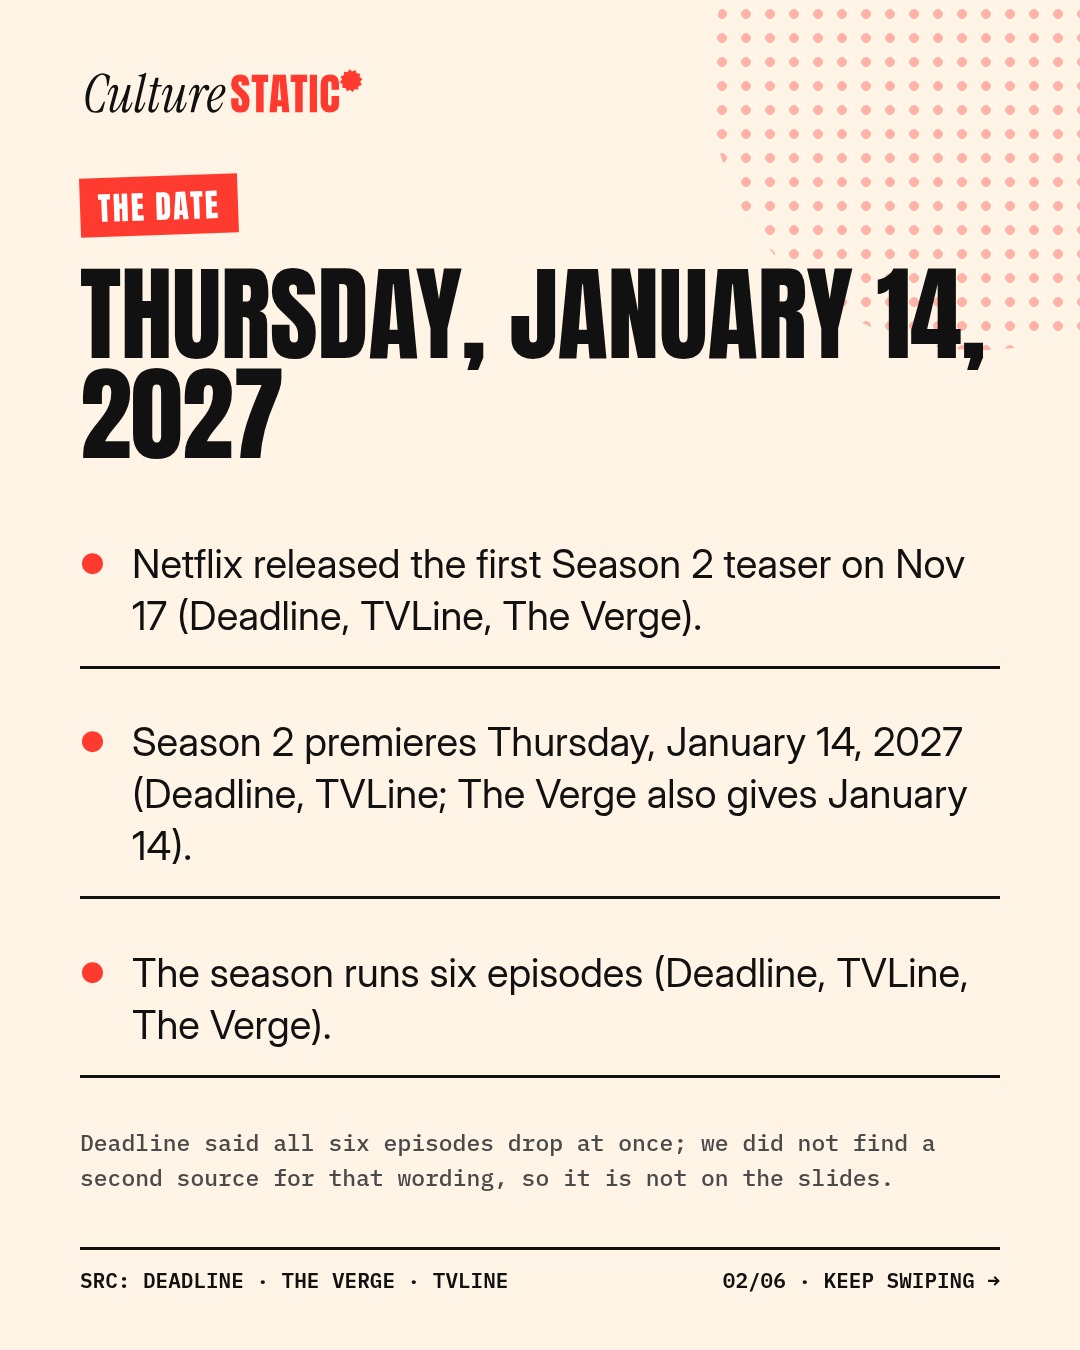 Culture STATIC
THE DATE
THURSDAY, JANUARY 14,
2027
Netflix released the first Season 2 teaser on Nov
17 (Deadline, TVLine, The Verge).
Season 2 premieres Thursday, January 14, 2027
(Deadline, TVLine; The Verge also gives January
14).
The season runs six episodes (Deadline, TVLine,
The Verge).
Deadline said all six episodes drop at once; we did not find a
second source for that wording, so it is not on the slides.
SRC: DEADLINE · THE VERGE · TVLINE
02/06 · KEEP SWIPING →